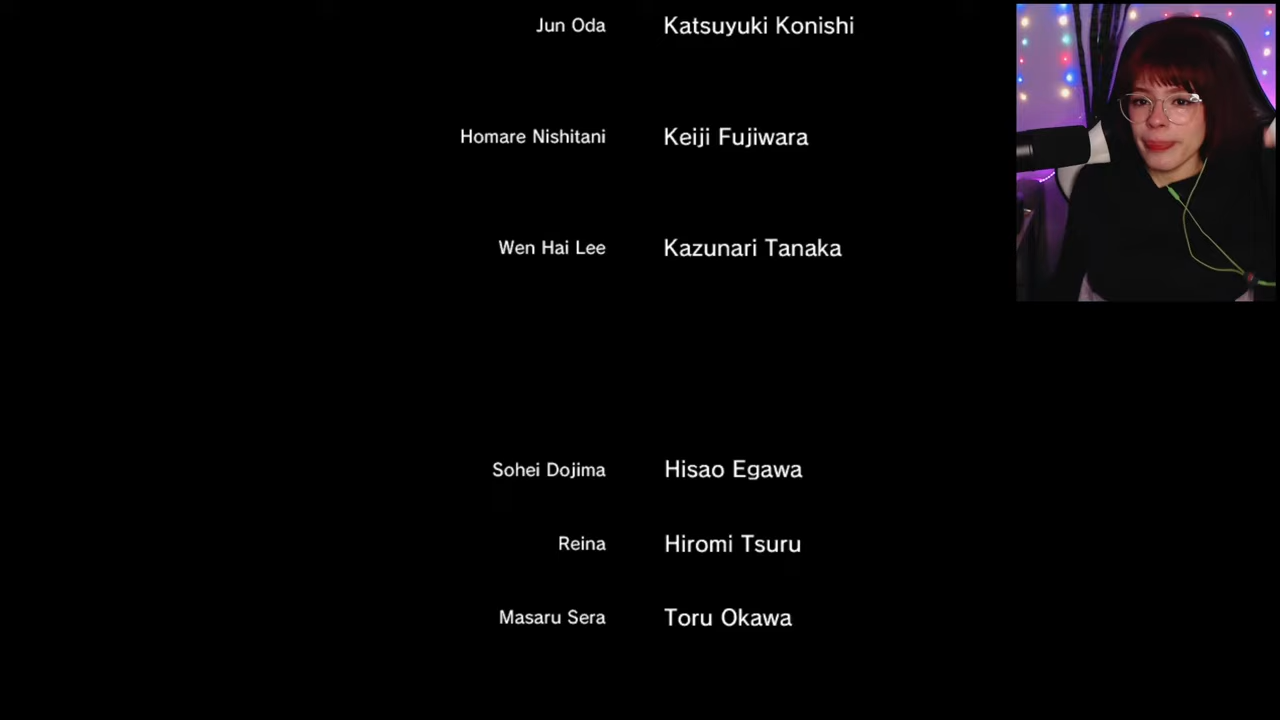 Jun Oda Katsuyuki Konishi
Homare Nishitani Keiji Fujiwara
Wen Hai Lee Kazunari Tanaka
Sohei Dojima Hisao Egawa
Reina Hiromi Tsuru
Masaru Sera Toru Okawa